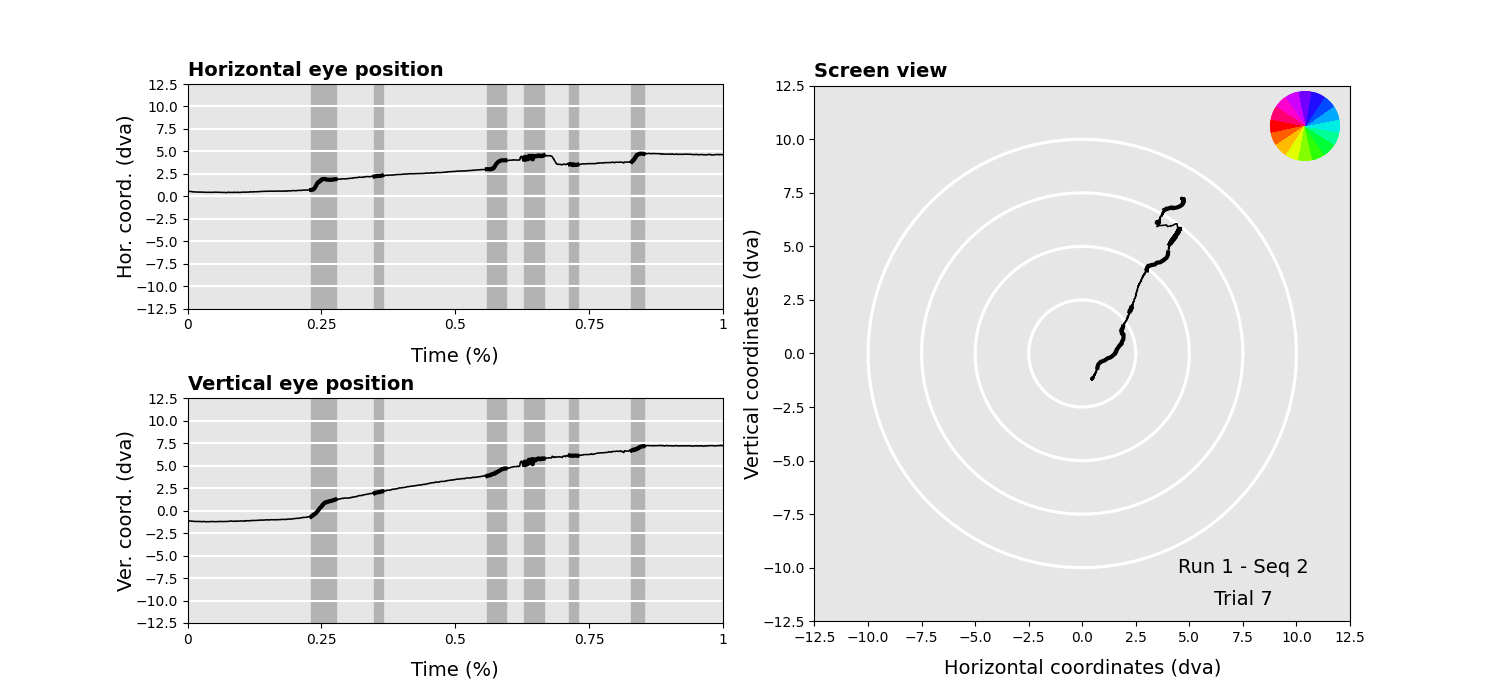 Horizontal eye position
Hor. coord. (dva)
12.5
10.0
7.5
5.0
2.5
0.0
−2.5
−5.0
−7.5
−10.0
−12.5
0 0.25 0.5 0.75 1
Time (%)
Vertical eye position
Ver. coord. (dva)
12.5
10.0
7.5
5.0
2.5
0.0
−2.5
−5.0
−7.5
−10.0
−12.5
0 0.25 0.5 0.75 1
Time (%)
Screen view
Vertical coordinates (dva)
12.5
10.0
7.5
5.0
2.5
0.0
−2.5
−5.0
−7.5
−10.0
−12.5
Run 1 - Seq 2
Trial 7
−12.5 −10.0 −7.5 −5.0 −2.5 0.0 2.5 5.0 7.5 10.0 12.5
Horizontal coordinates (dva)